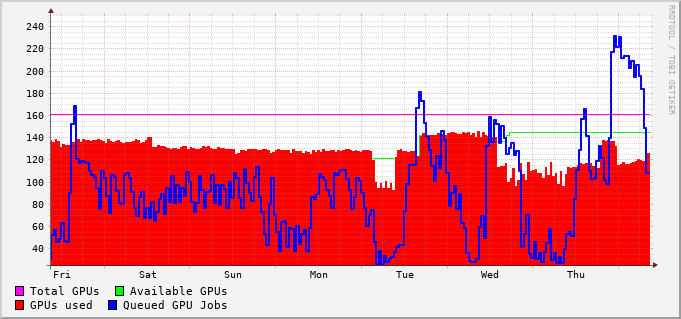 RRDTOOL / TOBI OETIKER
240
220
200
180
160
140
120
100
80
60
40
Fri Sat Sun Mon Tue Wed Thu
Total GPUs Available GPUs
GPUs used Queued GPU Jobs